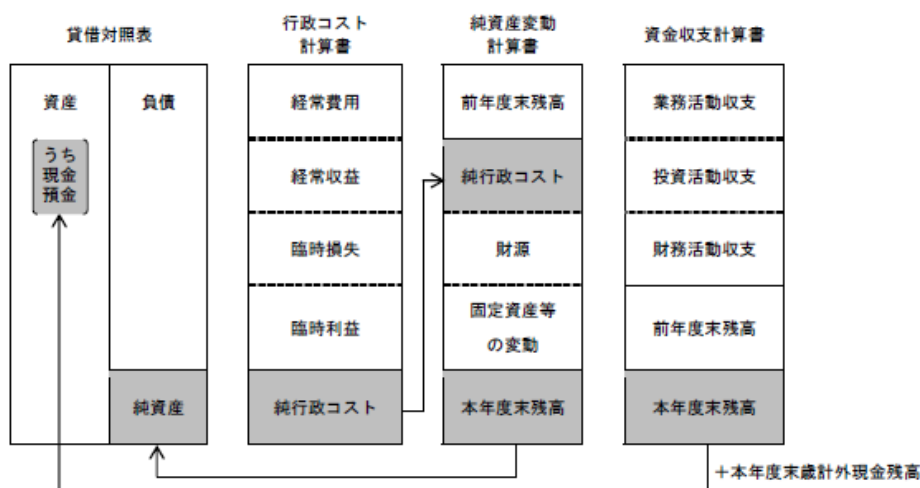 貸借対照表
資産
うち
現金
預金
負債
純資産
行政コスト
計算書
経常費用
経常収益
臨時損失
臨時利益
純行政コスト
純資産変動
計算書
前年度末残高
純行政コスト
財源
固定資産等
の変動
本年度末残高
資金収支計算書
業務活動収支
投資活動収支
財務活動収支
前年度末残高
本年度末残高
＋本年度末歳計外現金残高